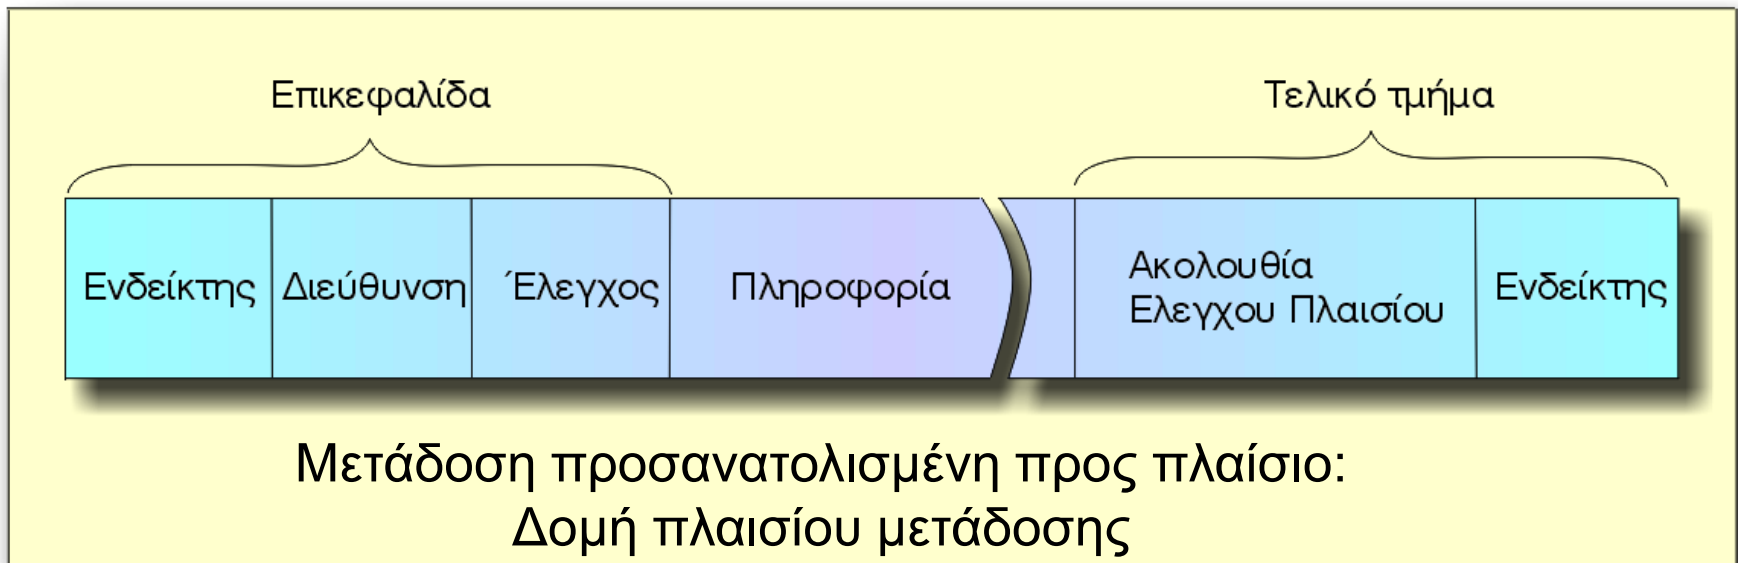 Επικεφαλίδα
Τελικό τμήμα
Ενδείκτης
Διεύθυνση
Έλεγχος
Πληροφορία
Ακολουθία
Ελεγχου Πλαισίου
Ενδείκτης
Μετάδοση προσανατολισμένη προς πλαίσιο:
Δομή πλαισίου μετάδοσης